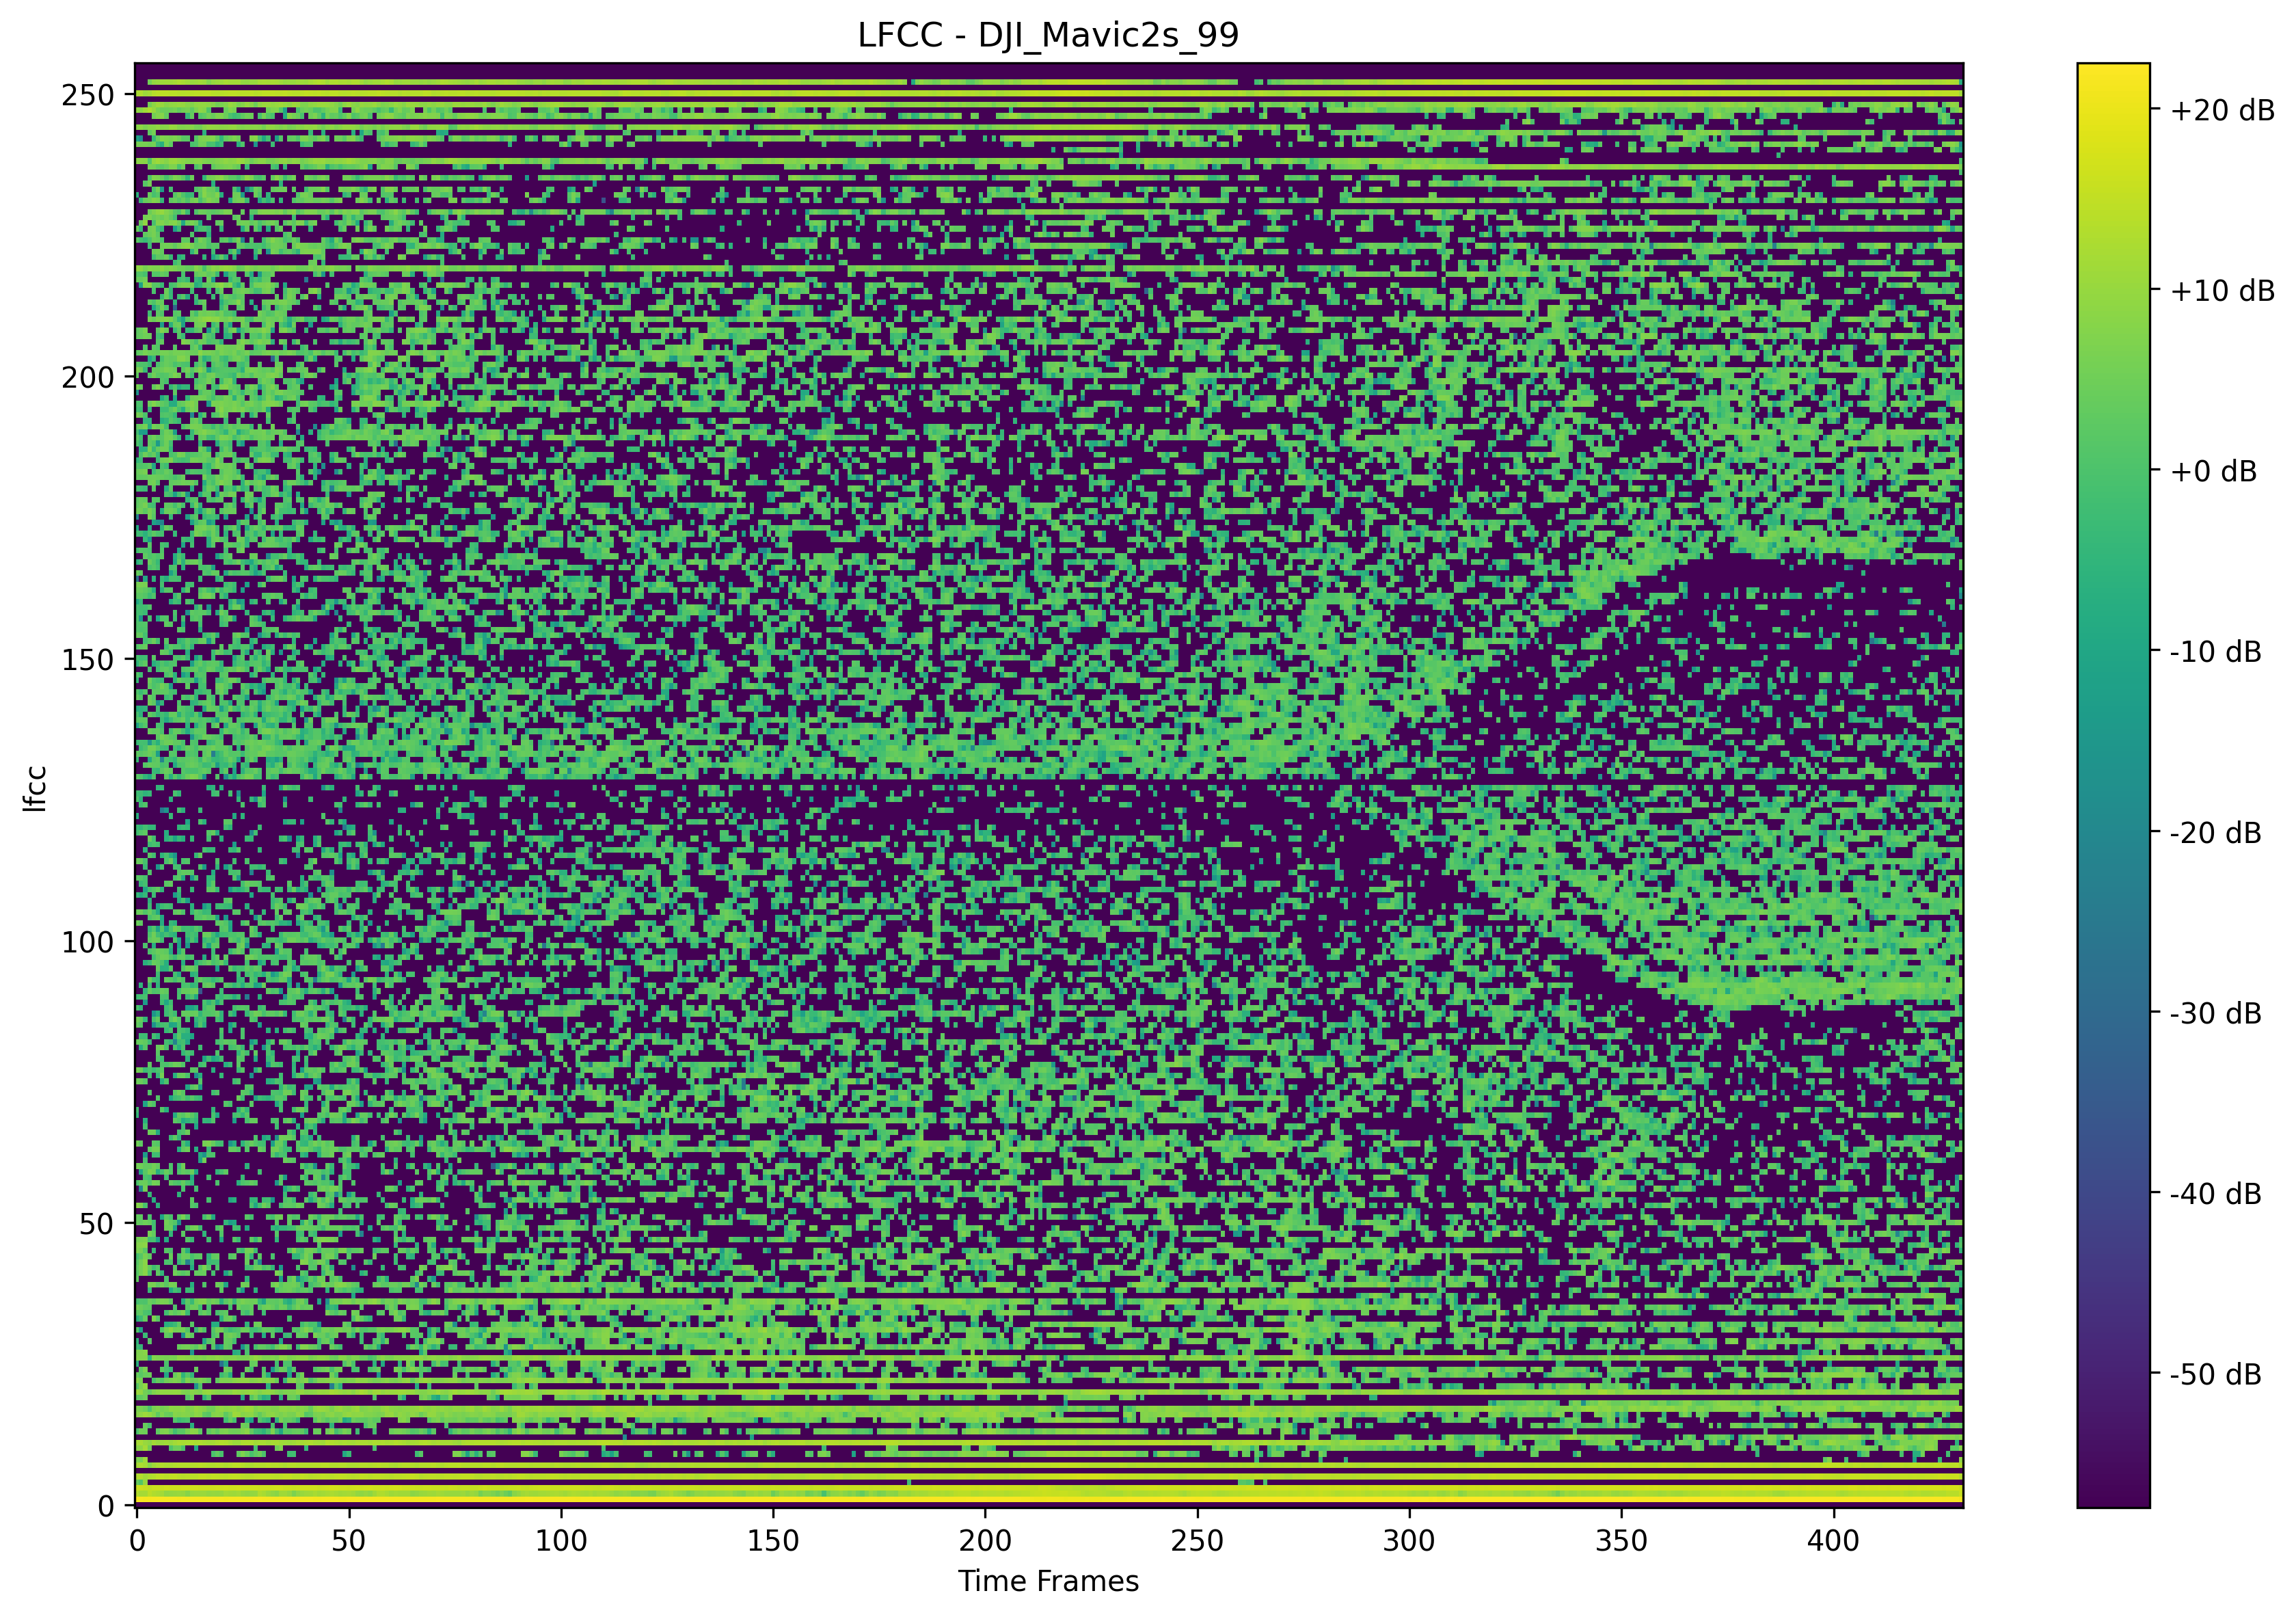 LFCC - DJI_Mavic2s_99
250
200
150
100
50
0
lfcc
0 50 100 150 200 250 300 350 400
Time Frames
+20 dB
+10 dB
+0 dB
-10 dB
-20 dB
-30 dB
-40 dB
-50 dB